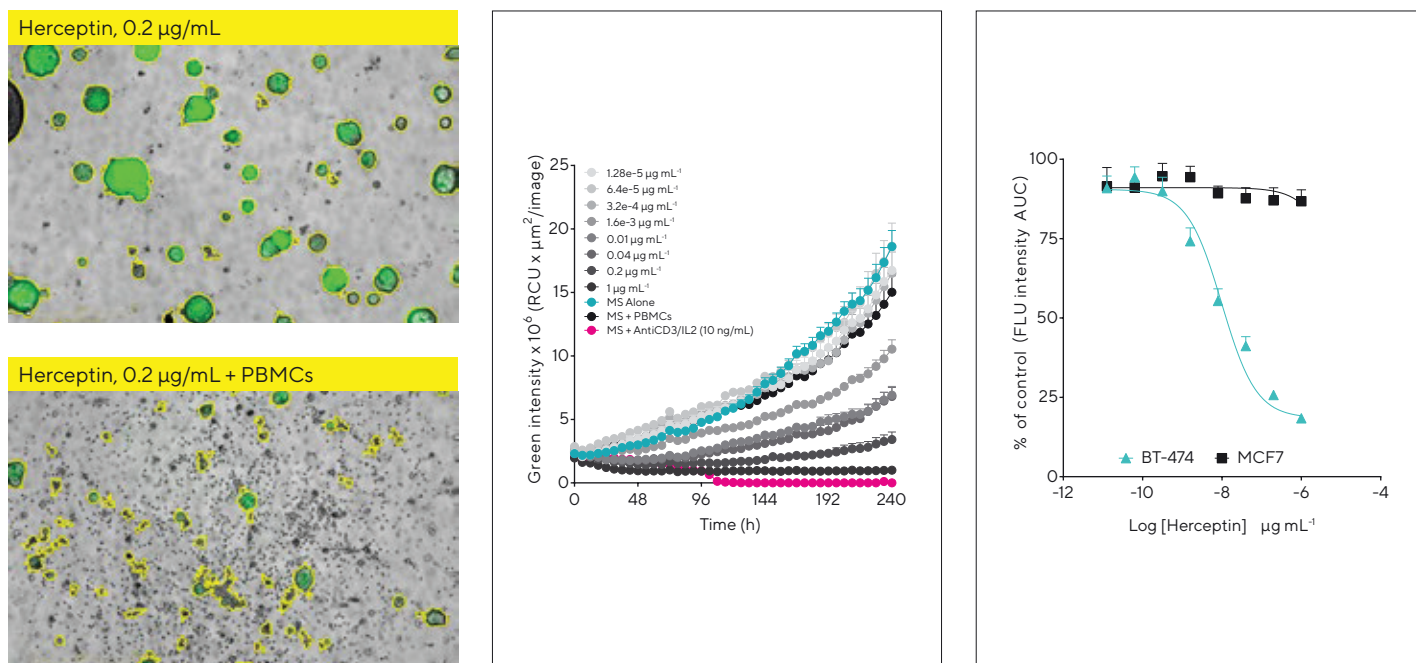 Herceptin, 0.2 µg/mL
Herceptin, 0.2 µg/mL + PBMCs
Green intensity x 10⁶ (RCU x µm²/image)
25
20
15
10
5
0
1.28e-5 µg mL⁻¹
6.4e-5 µg mL⁻¹
3.2e-4 µg mL⁻¹
1.6e-3 µg mL⁻¹
0.01 µg mL⁻¹
0.04 µg mL⁻¹
0.2 µg mL⁻¹
1 µg mL⁻¹
MS Alone
MS + PBMCs
MS + AntiCD3/IL2 (10 ng/mL)
0 48 96 144 192 240
Time (h)
% of control (FLU intensity AUC)
100
75
50
25
0
BT-474 MCF7
-12 -10 -8 -6 -4
Log [Herceptin] µg mL⁻¹